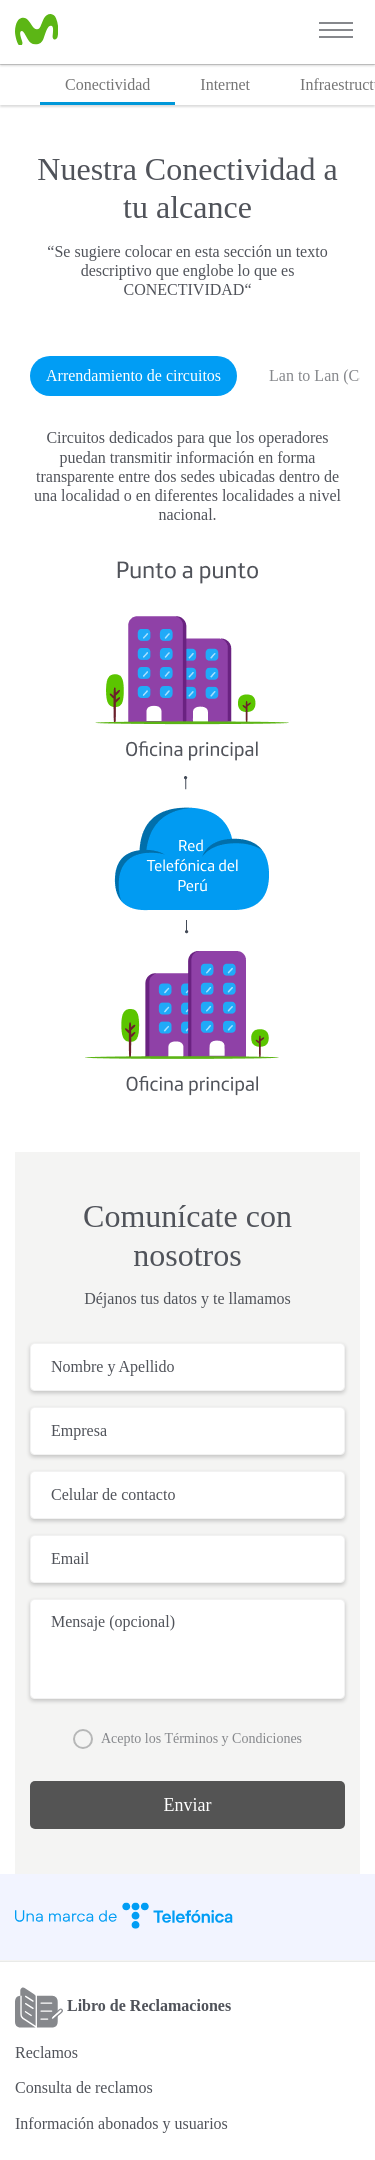 Conectividad
Internet
Nuestra Conectividad a
tu alcance
“Se sugiere colocar en esta sección un texto
descriptivo que englobe lo que es
CONECTIVIDAD“
Arrendamiento de circuitos
Lan to Lan (C
Circuitos dedicados para que los operadores
puedan transmitir información en forma
transparente entre dos sedes ubicadas dentro de
una localidad o en diferentes localidades a nivel
nacional.
Punto a punto
Oficina principal
Red
Telefónica del
Perú
Oficina principal
Comunícate con
nosotros
Déjanos tus datos y te llamamos
Nombre y Apellido
Empresa
Celular de contacto
Email
Mensaje (opcional)
Acepto los Términos y Condiciones
Enviar
Una marca de Telefónica
Libro de Reclamaciones
Reclamos
Consulta de reclamos
Información abonados y usuarios